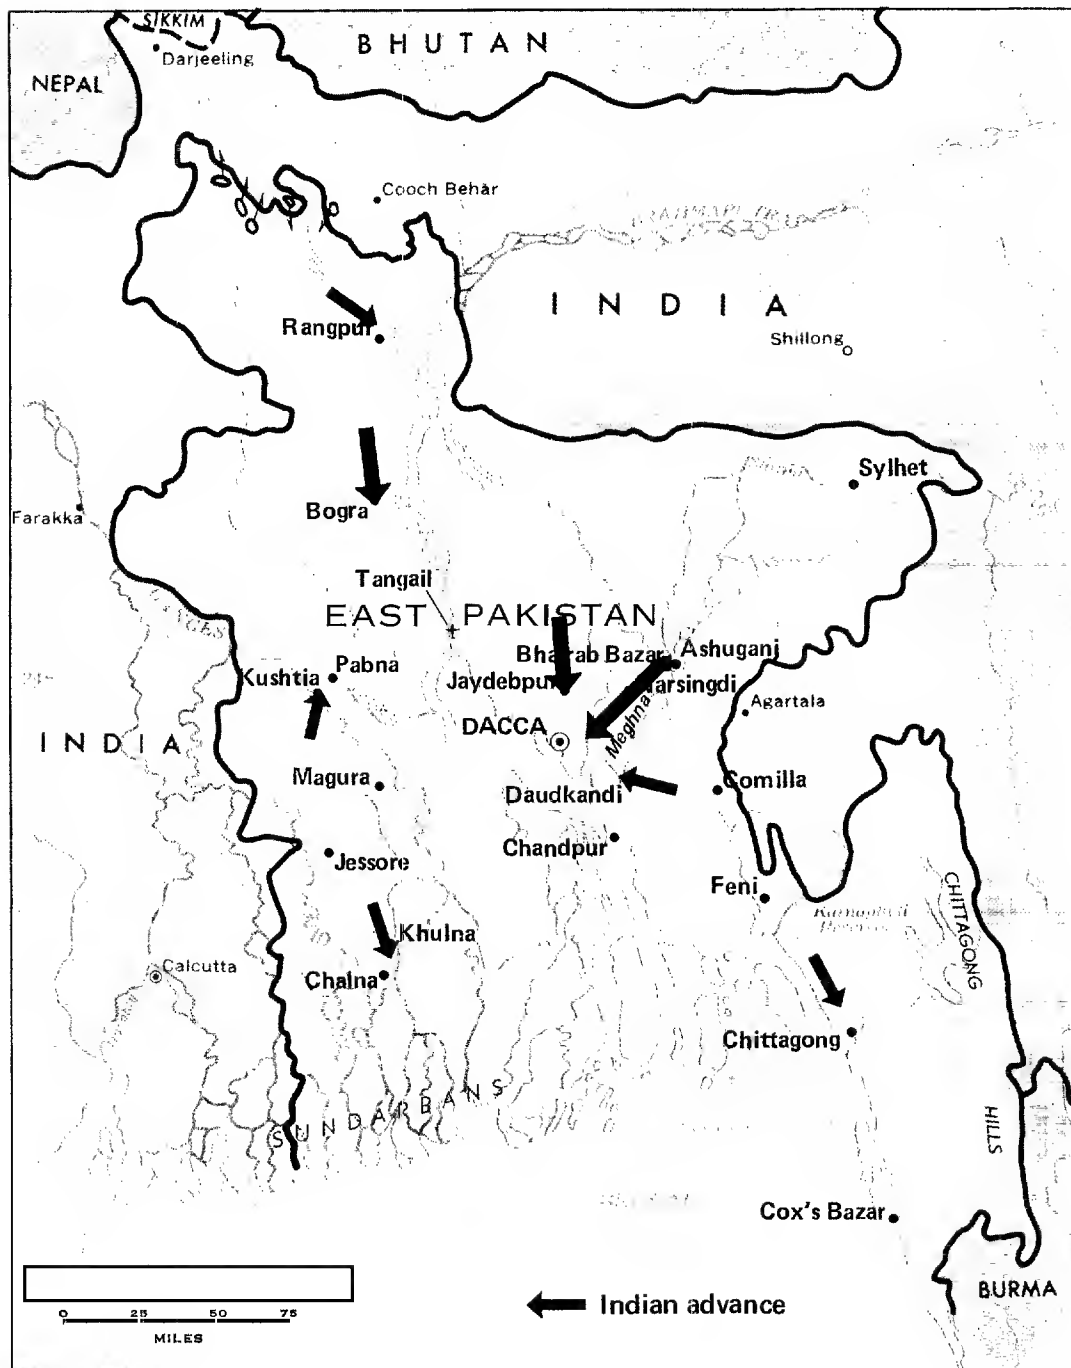 SIKKIM
BHUTAN
Darjeeling
NEPAL
Cooch Behar
INDIA
Rangpur
Shillong
Sylhet
Bogra
Farakka
Tangail
EAST PAKISTAN
GANGES
Bhairab Bazar
Ashuganj
Pabna
Kushtia
Jaydebpur
Narsingdi
Agartala
Meghna
DACCA
INDIA
Magura
Comilla
Daudkandi
Chandpur
Jessore
Feni
CHITTAGONG
Khulna
Calcutta
Chalna
Chittagong
SUNDARBANS
HILLS
Cox's Bazar
BURMA
0 25 50 75
MILES
Indian advance